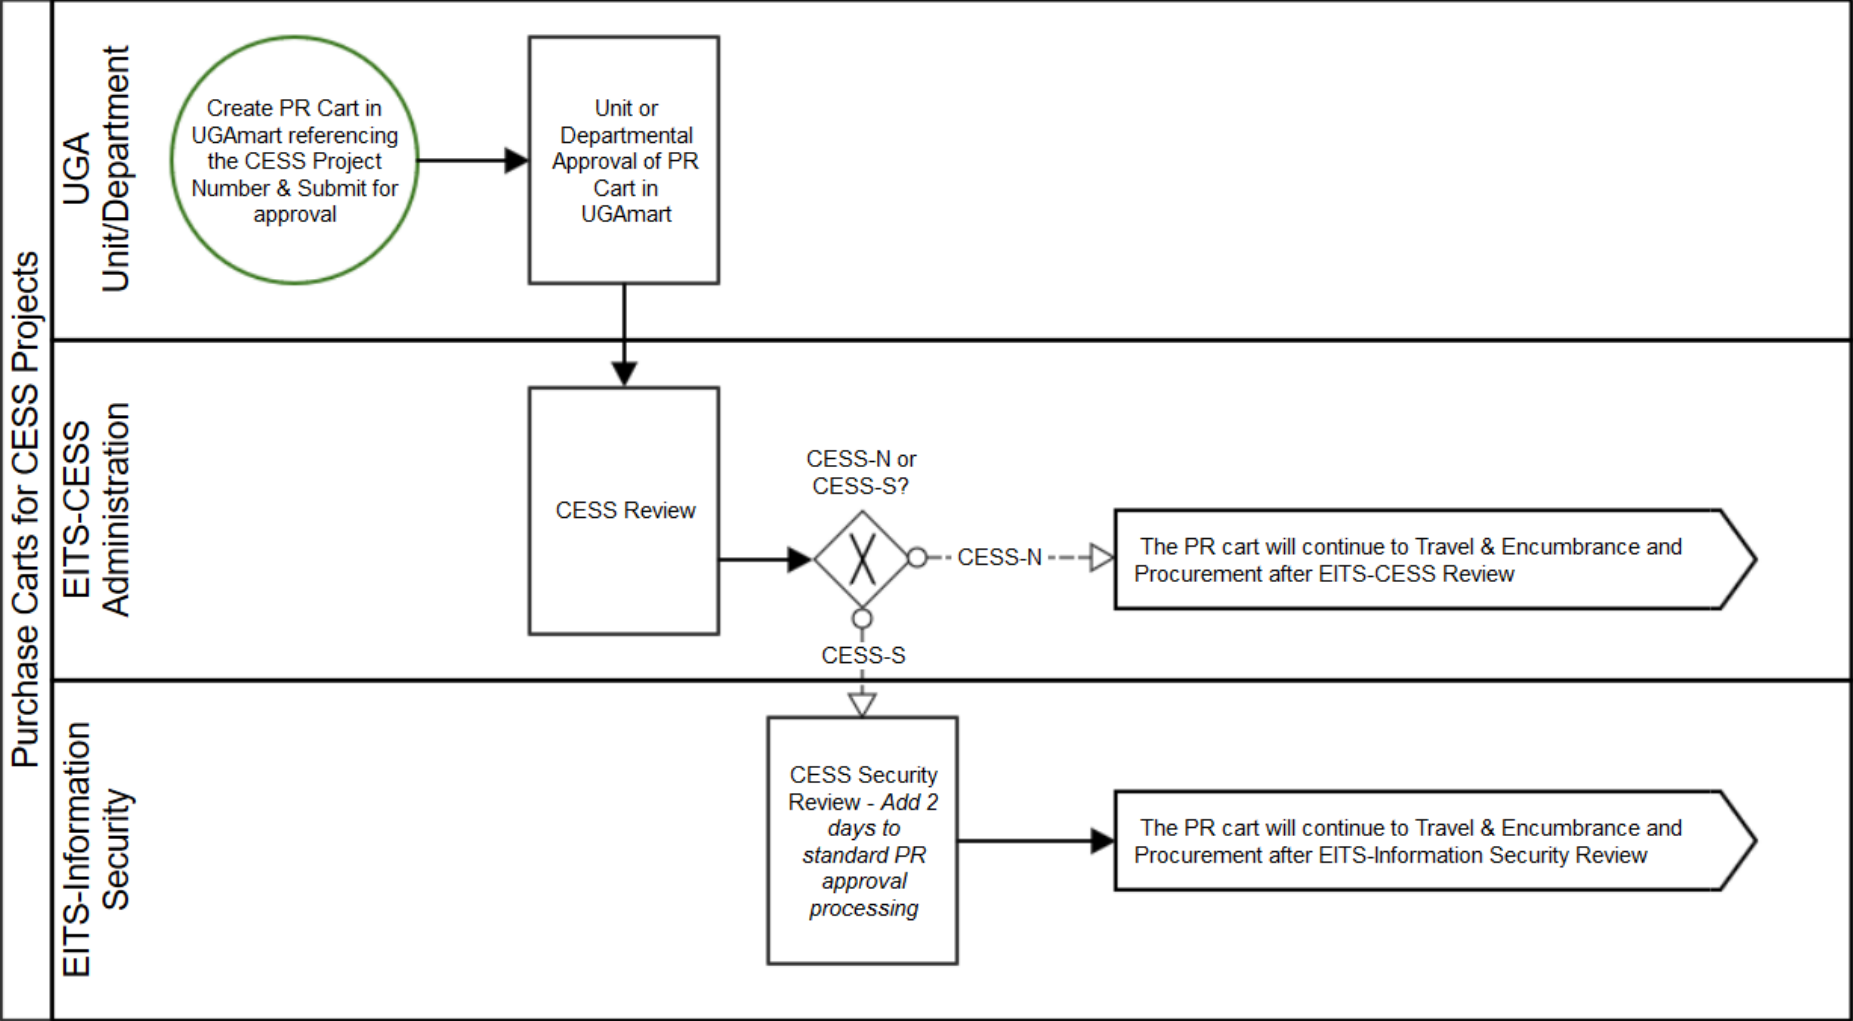 Purchase Carts for CESS Projects
UGA
Unit/Department
Create PR Cart in
UGAmart referencing
the CESS Project
Number & Submit for
approval
Unit or
Departmental
Approval of PR
Cart in
UGAmart
EITS-CESS
Administration
CESS Review
CESS-N or
CESS-S?
CESS-N
The PR cart will continue to Travel & Encumbrance and
Procurement after EITS-CESS Review
CESS-S
EITS-Information
Security
CESS Security
Review - Add 2
days to
standard PR
approval
processing
The PR cart will continue to Travel & Encumbrance and
Procurement after EITS-Information Security Review